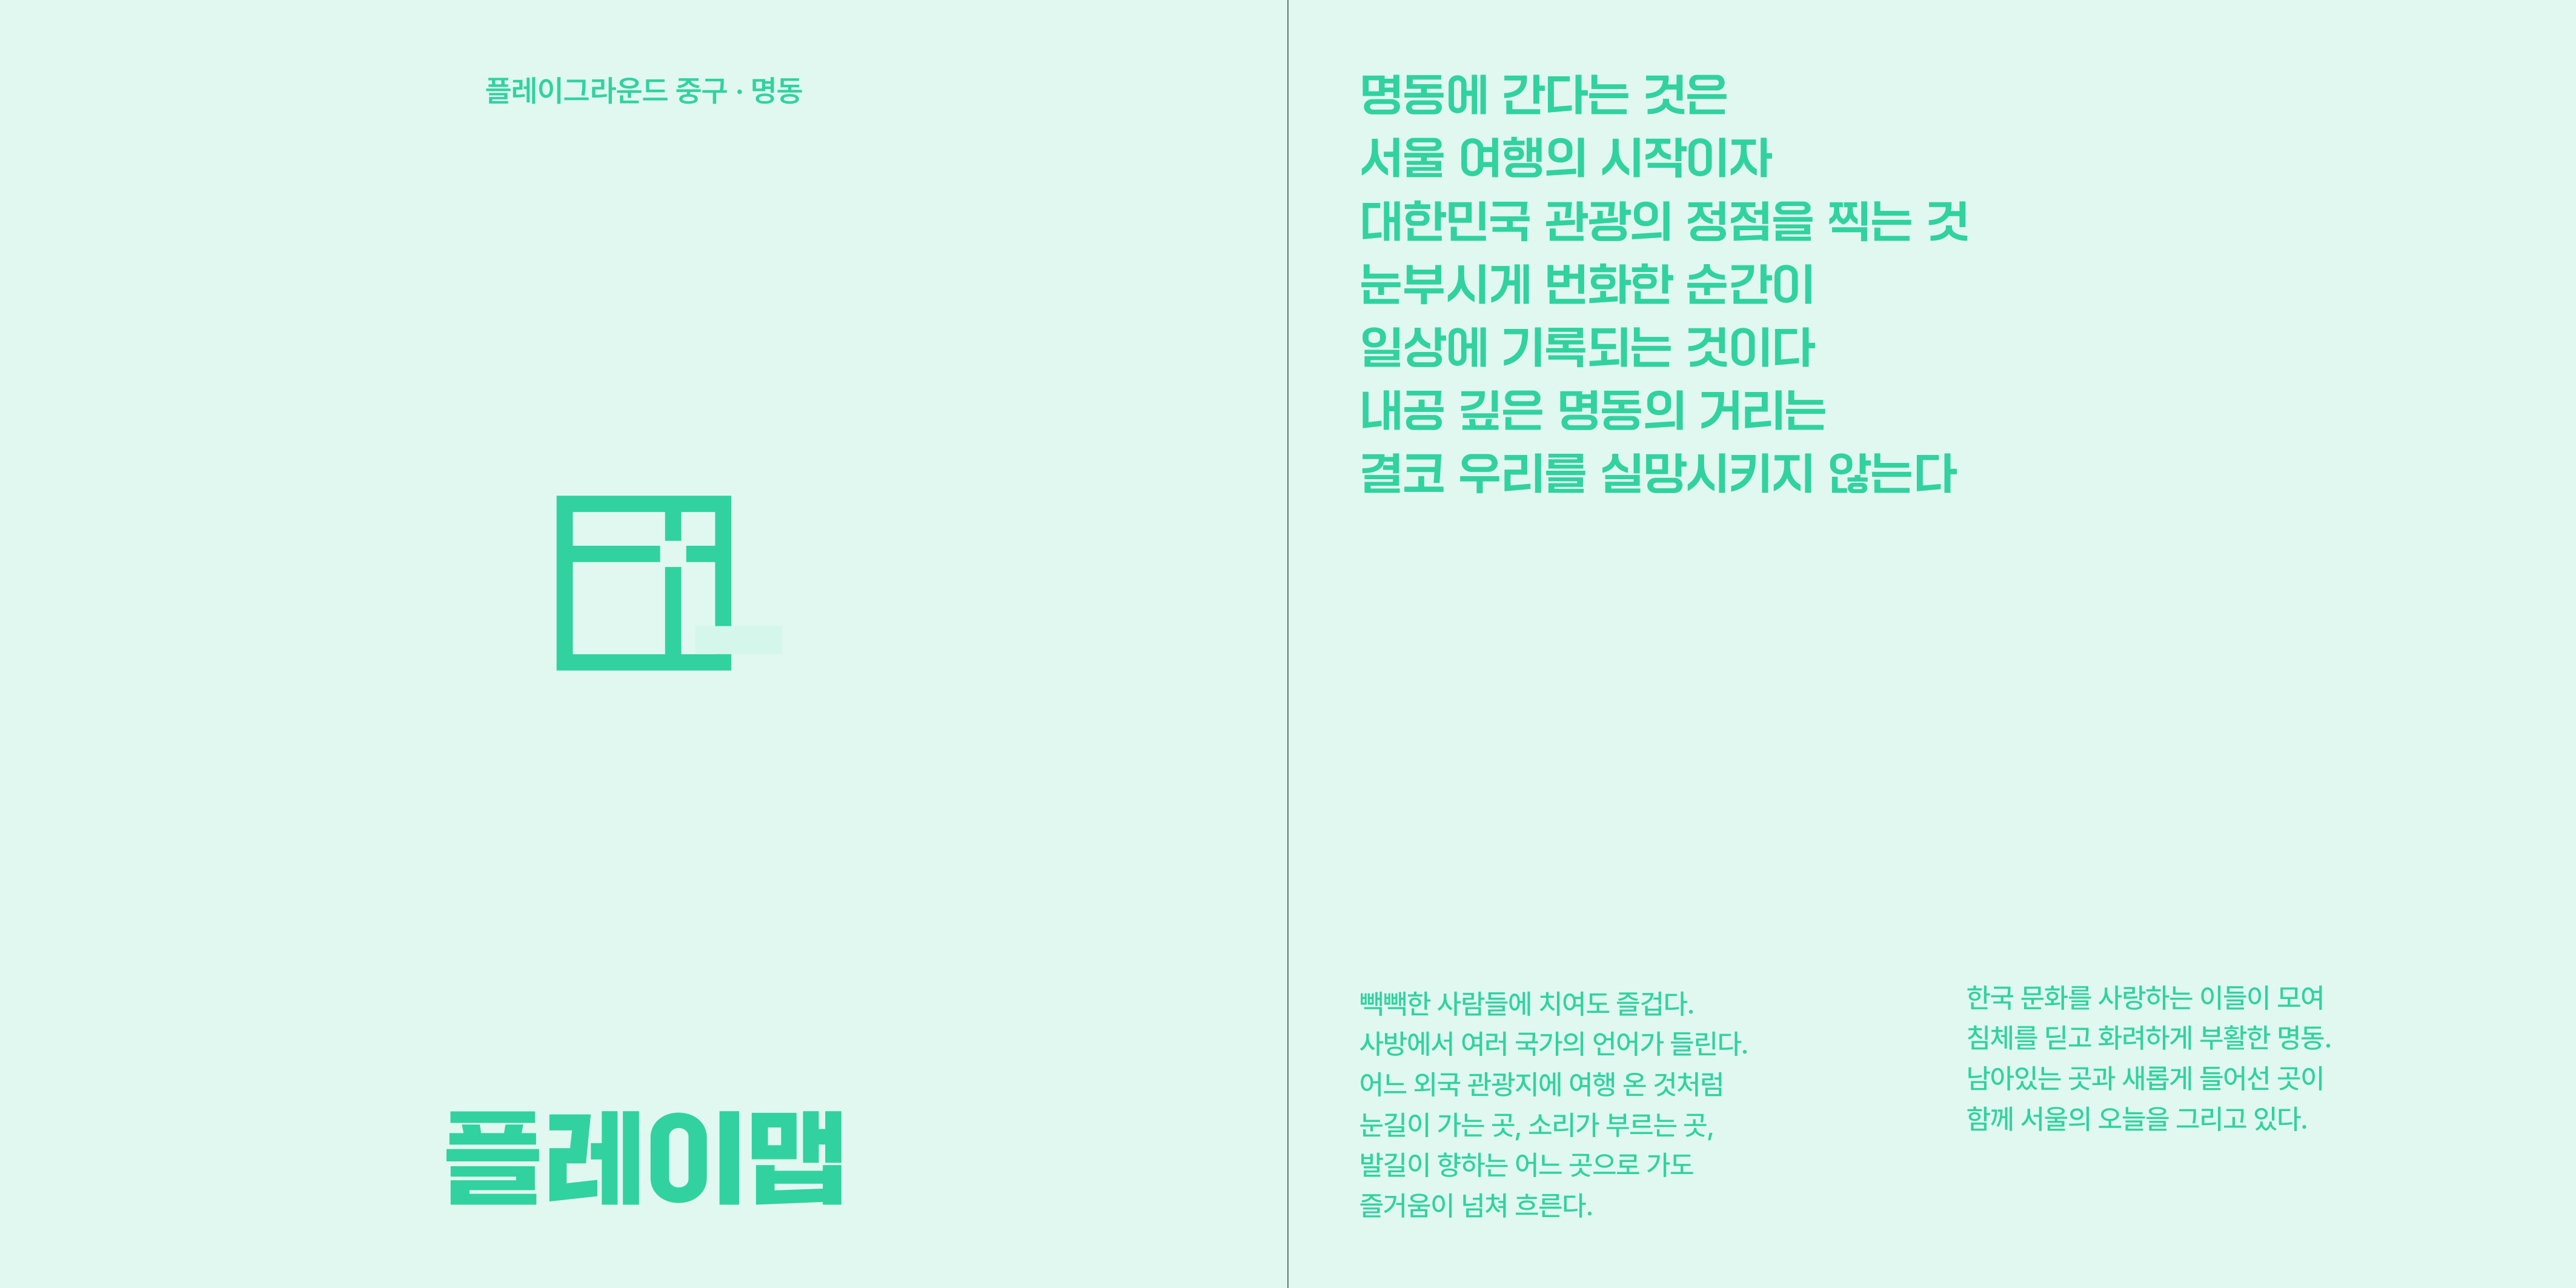 플레이그라운드 중구 · 명동
플레이맵
명동에 간다는 것은
서울 여행의 시작이자
대한민국 관광의 정점을 찍는 것
눈부시게 번화한 순간이
일상에 기록되는 것이다
내공 깊은 명동의 거리는
결코 우리를 실망시키지 않는다
빽빽한 사람들에 치여도 즐겁다.
사방에서 여러 국가의 언어가 들린다.
어느 외국 관광지에 여행 온 것처럼
눈길이 가는 곳, 소리가 부르는 곳,
발길이 향하는 어느 곳으로 가도
즐거움이 넘쳐 흐른다.
한국 문화를 사랑하는 이들이 모여
침체를 딛고 화려하게 부활한 명동.
남아있는 곳과 새롭게 들어선 곳이
함께 서울의 오늘을 그리고 있다.